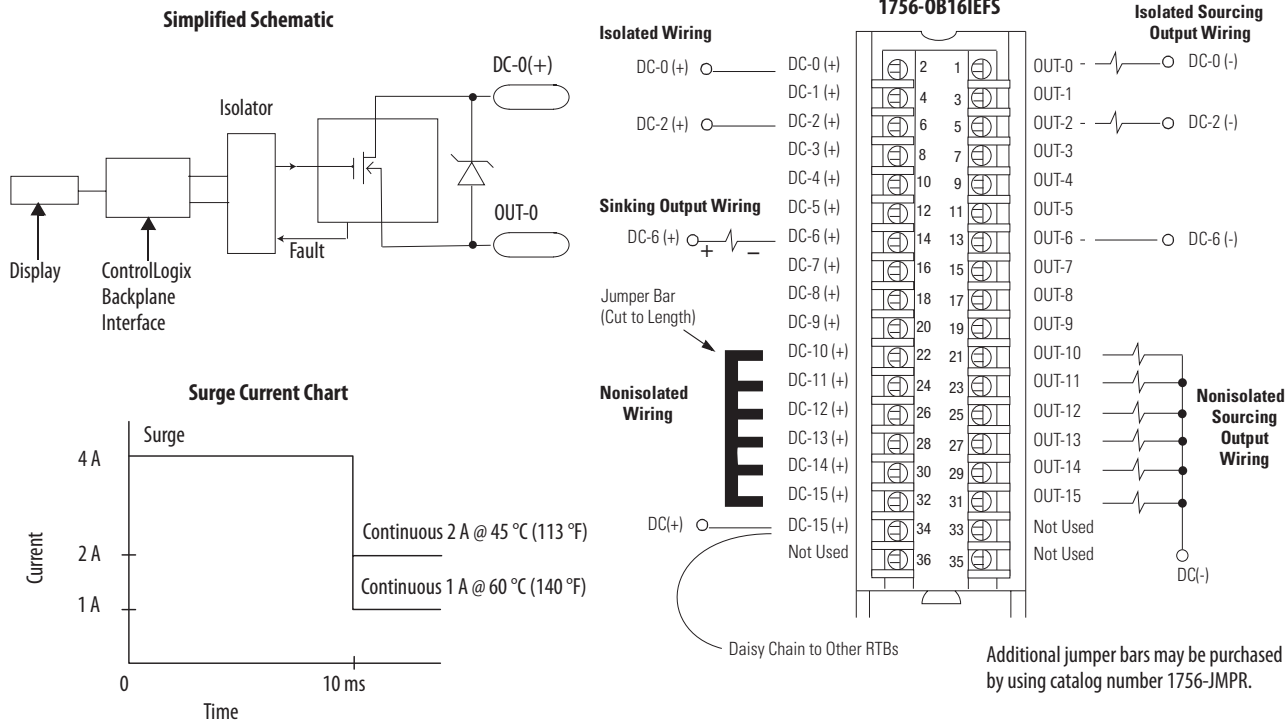 Simplified Schematic
DC-0(+)
Isolator
OUT-0
Fault
Display
ControlLogix
Backplane
Interface
Surge Current Chart
Surge
4 A
Continuous 2 A @ 45 °C (113 °F)
2 A
Continuous 1 A @ 60 °C (140 °F)
1 A
Current
0
10 ms
Time
1756-OB16IEFS
Isolated Wiring
Isolated Sourcing
Output Wiring
DC-0 (+) DC-0 (+) 2 1 OUT-0 DC-0 (-)
DC-1 (+) 4 3 OUT-1
DC-2 (+) DC-2 (+) 6 5 OUT-2 DC-2 (-)
DC-3 (+) 8 7 OUT-3
DC-4 (+) 10 9 OUT-4
Sinking Output Wiring
DC-5 (+) 12 11 OUT-5
DC-6 (+) + – DC-6 (+) 14 13 OUT-6 DC-6 (-)
DC-7 (+) 16 15 OUT-7
Jumper Bar
(Cut to Length)
DC-8 (+) 18 17 OUT-8
DC-9 (+) 20 19 OUT-9
DC-10 (+) 22 21 OUT-10
DC-11 (+) 24 23 OUT-11
Nonisolated
Wiring
Nonisolated
Sourcing
Output
Wiring
DC-12 (+) 26 25 OUT-12
DC-13 (+) 28 27 OUT-13
DC-14 (+) 30 29 OUT-14
DC-15 (+) 32 31 OUT-15
DC(+) DC-15 (+) 34 33 Not Used
Not Used 36 35 Not Used
DC(-)
Daisy Chain to Other RTBs
Additional jumper bars may be purchased
by using catalog number 1756-JMPR.